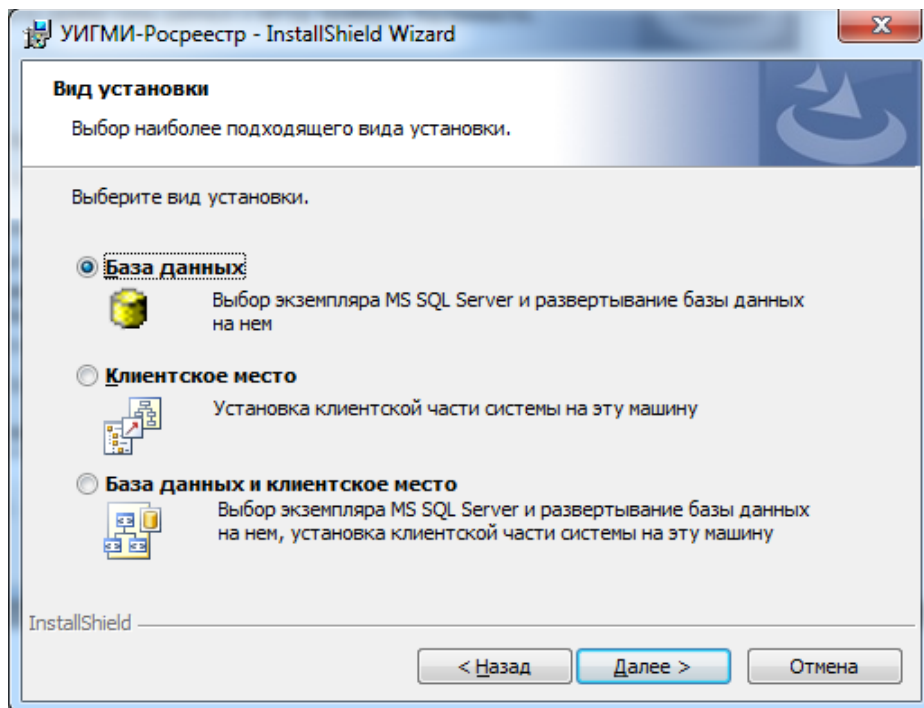 УИГМИ-Росреестр - InstallShield Wizard
Вид установки
Выбор наиболее подходящего вида установки.
Выберите вид установки.
База данных
Выбор экземпляра MS SQL Server и развертывание базы данных
на нем
Клиентское место
Установка клиентской части системы на эту машину
База данных и клиентское место
Выбор экземпляра MS SQL Server и развертывание базы данных
на нем, установка клиентской части системы на эту машину
InstallShield
< Назад
Далее >
Отмена